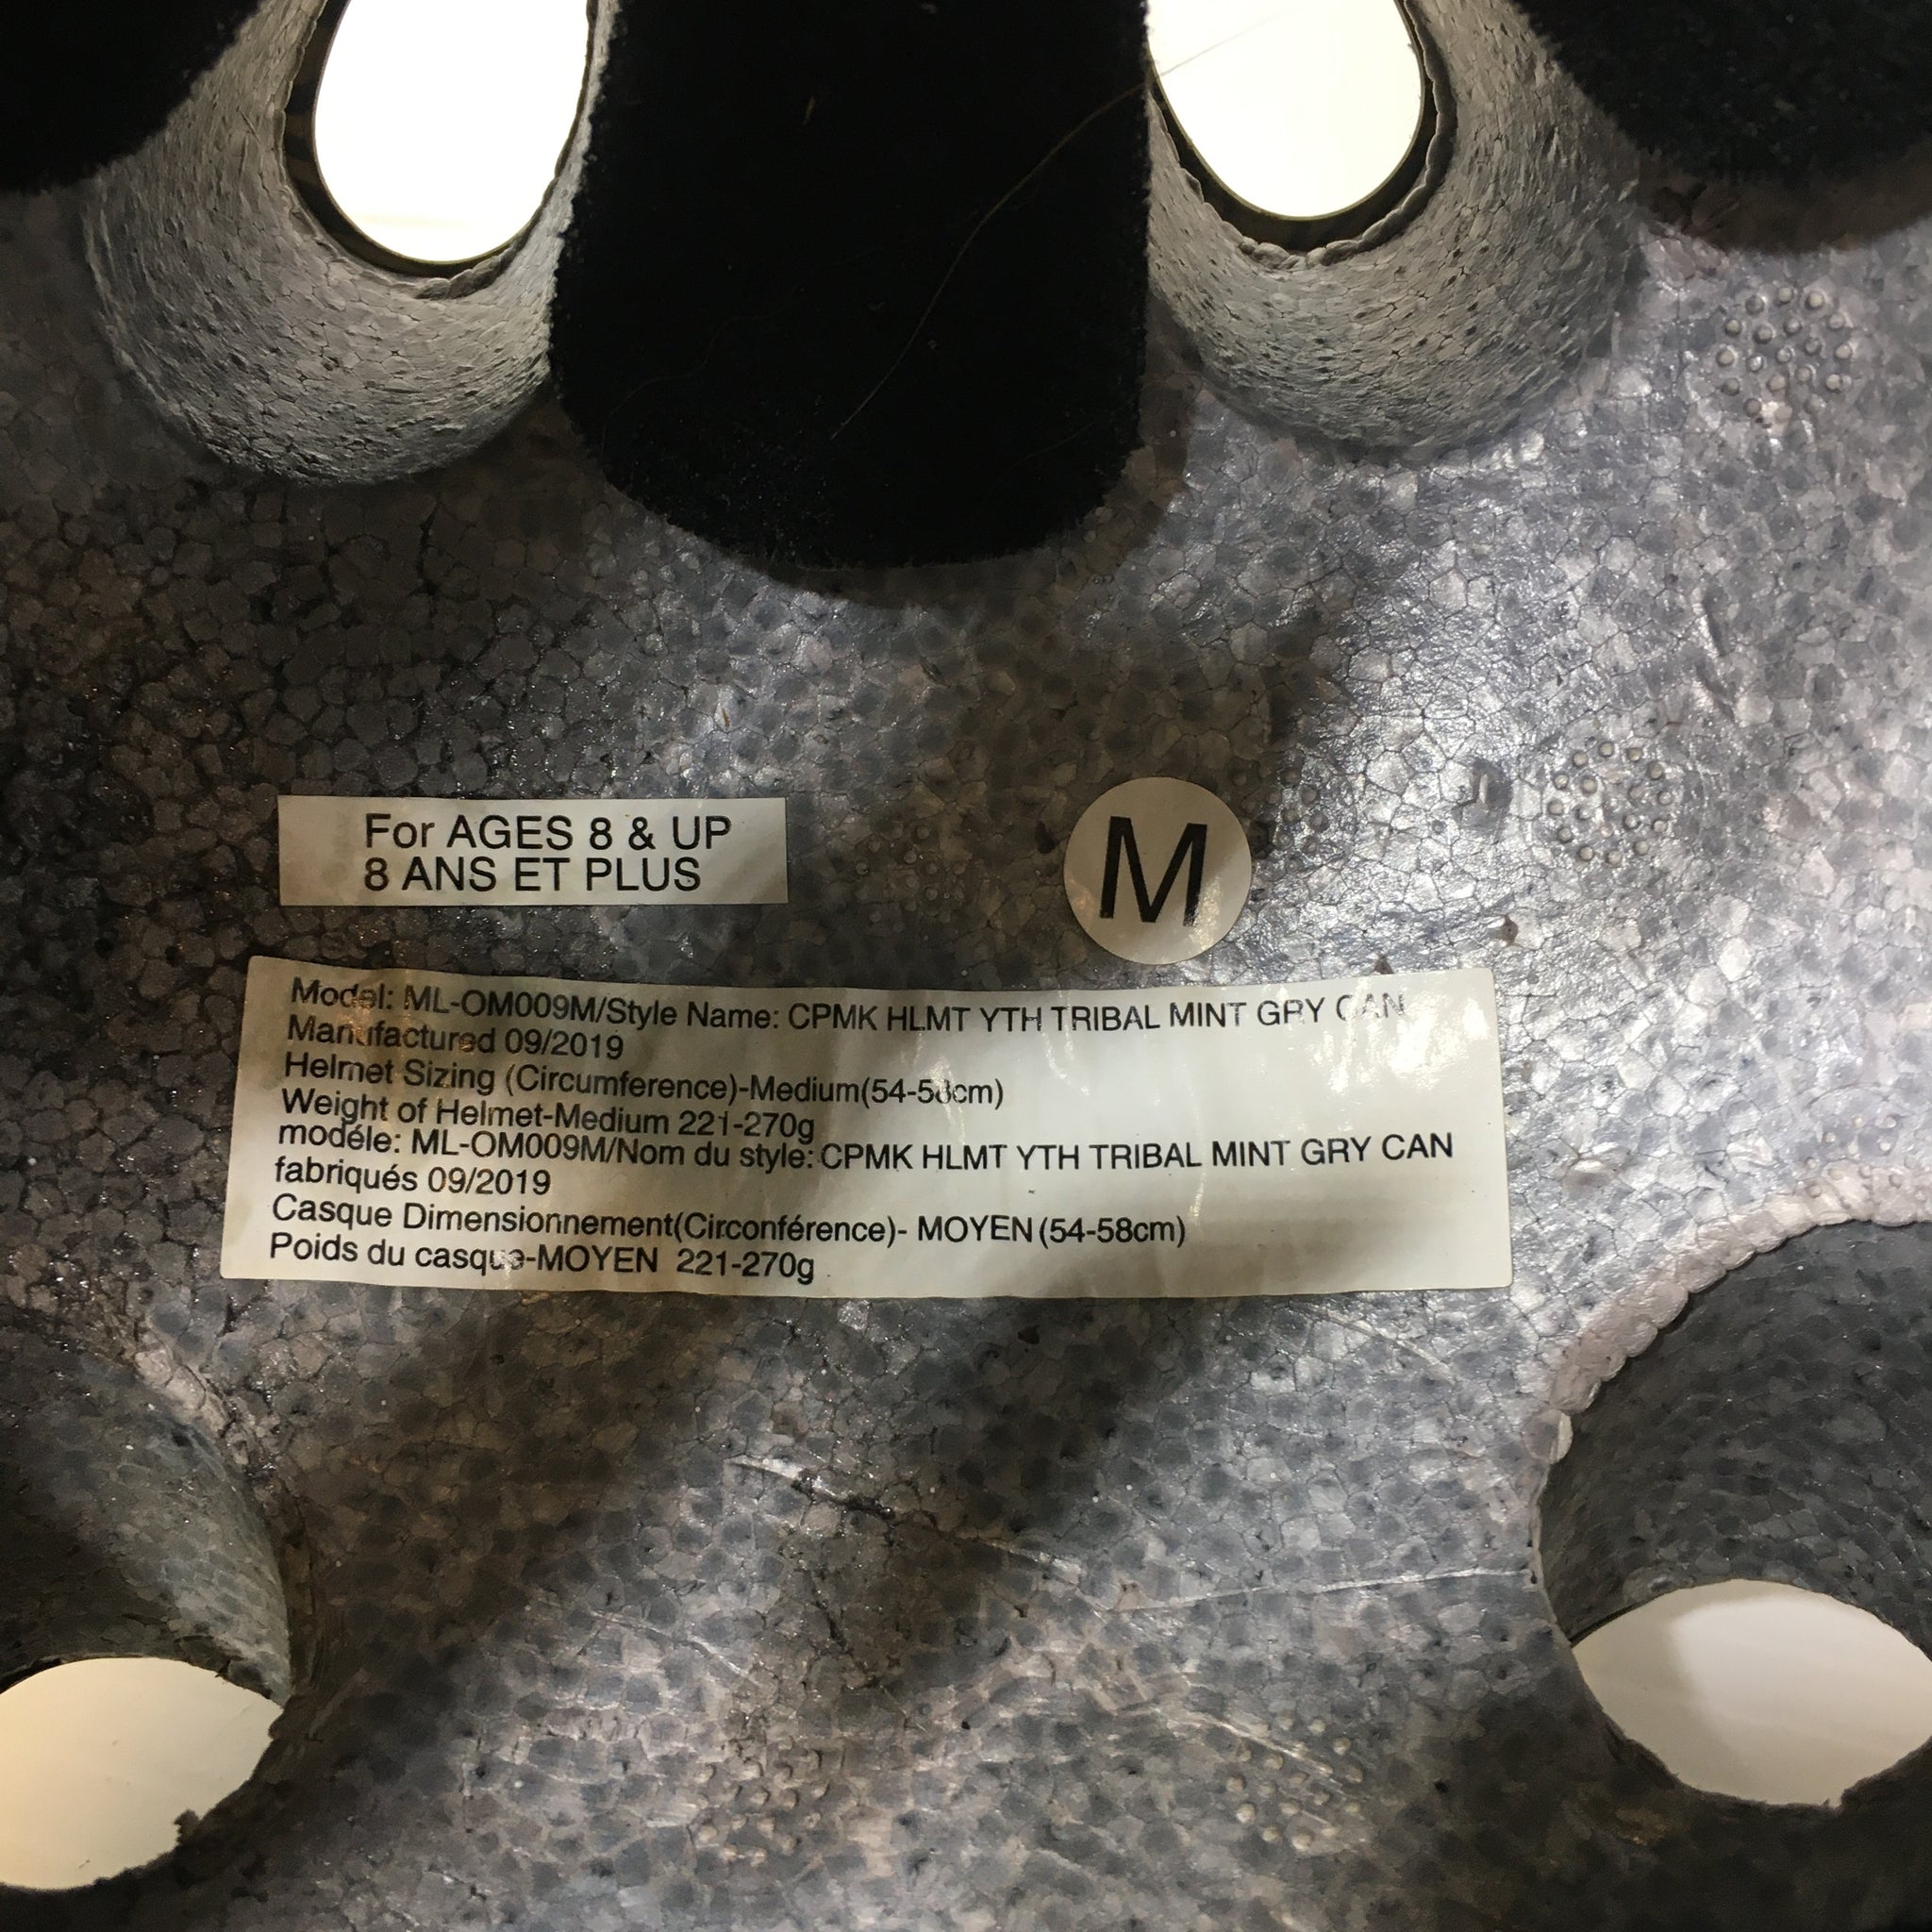 For AGES 8 & UP
8 ANS ET PLUS
M
Model: ML-OM009M/Style Name: CPMK HLMT YTH TRIBAL MINT GRY CAN
Manufactured 09/2019
Helmet Sizing (Circumference)-Medium(54-58cm)
Weight of Helmet-Medium 221-270g
modéle: ML-OM009M/Nom du style: CPMK HLMT YTH TRIBAL MINT GRY CAN
fabriqués 09/2019
Casque Dimensionnement(Circonférence)- MOYEN (54-58cm)
Poids du casque-MOYEN 221-270g